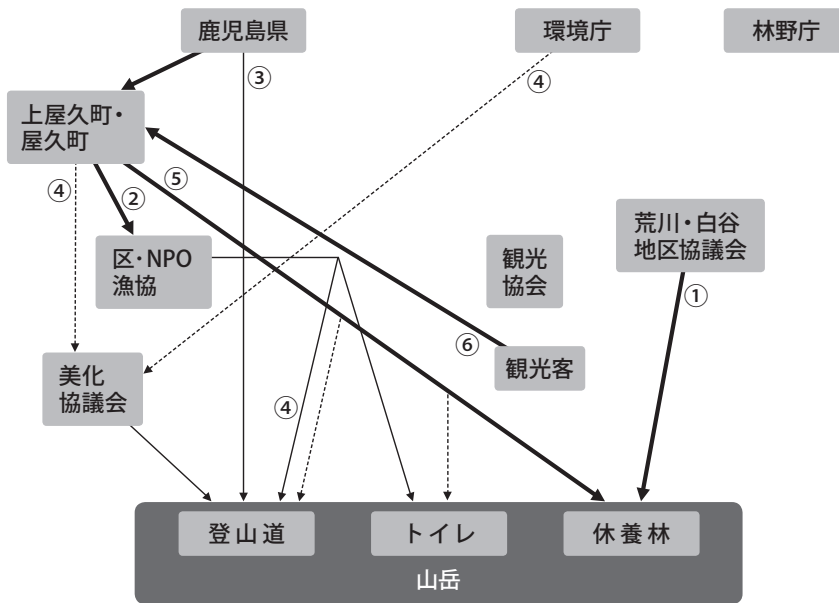 鹿児島県
環境庁
林野庁
③
④
上屋久町・
屋久町
④
②
⑤
荒川・白谷
地区協議会
区・NPO
漁協
観光
協会
①
⑥
観光客
美化
協議会
④
登山道
トイレ
休養林
山岳